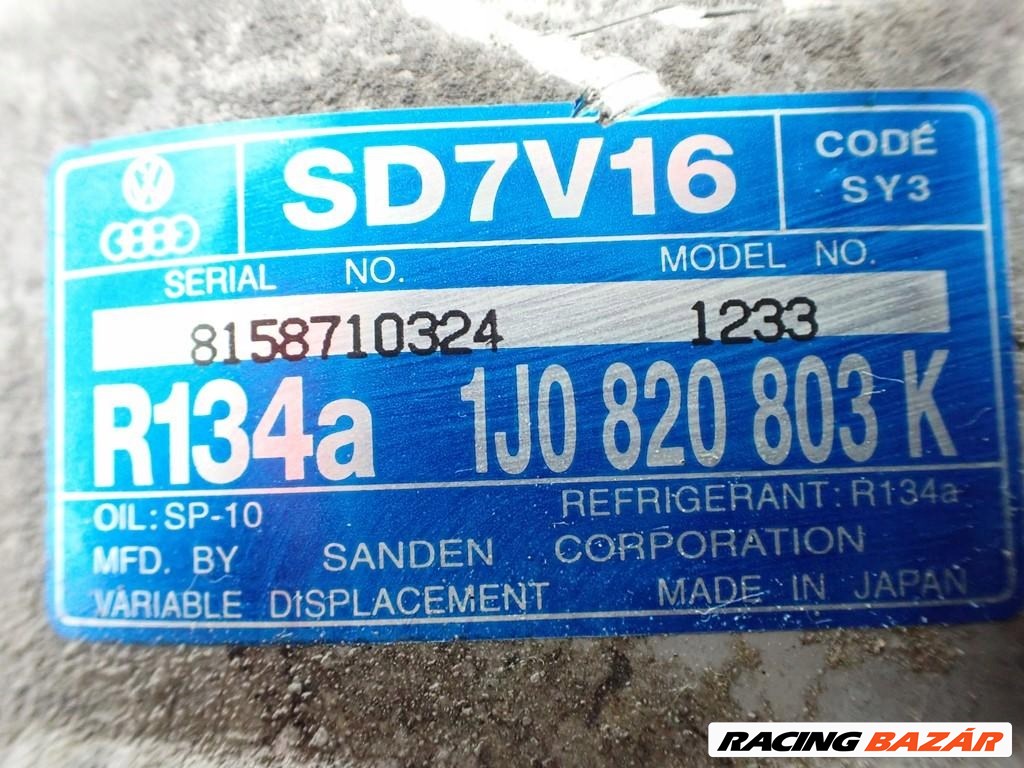 SD7V16
CODE
SY3
SERIAL NO. MODEL NO.
8158710324 1233
R134a 1J0 820 803 K
OIL: SP-10 REFRIGERANT: R134a
MFD. BY SANDEN CORPORATION
VARIABLE DISPLACEMENT MADE IN JAPAN
RACING BAZÁR